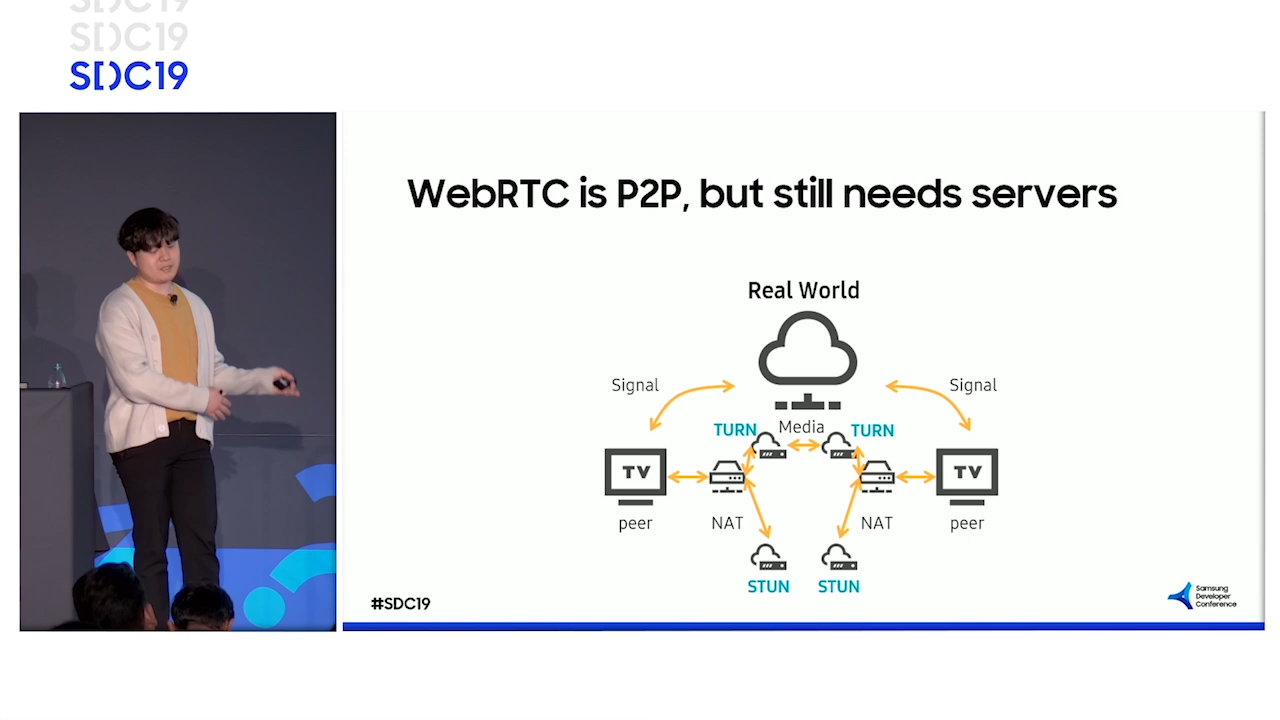 SDC19
SDC19
SDC19
WebRTC is P2P, but still needs servers
Real World
Signal
Signal
TURN
Media
TURN
TV
TV
peer
NAT
NAT
peer
STUN
STUN
#SDC19
Samsung
Developer
Conference